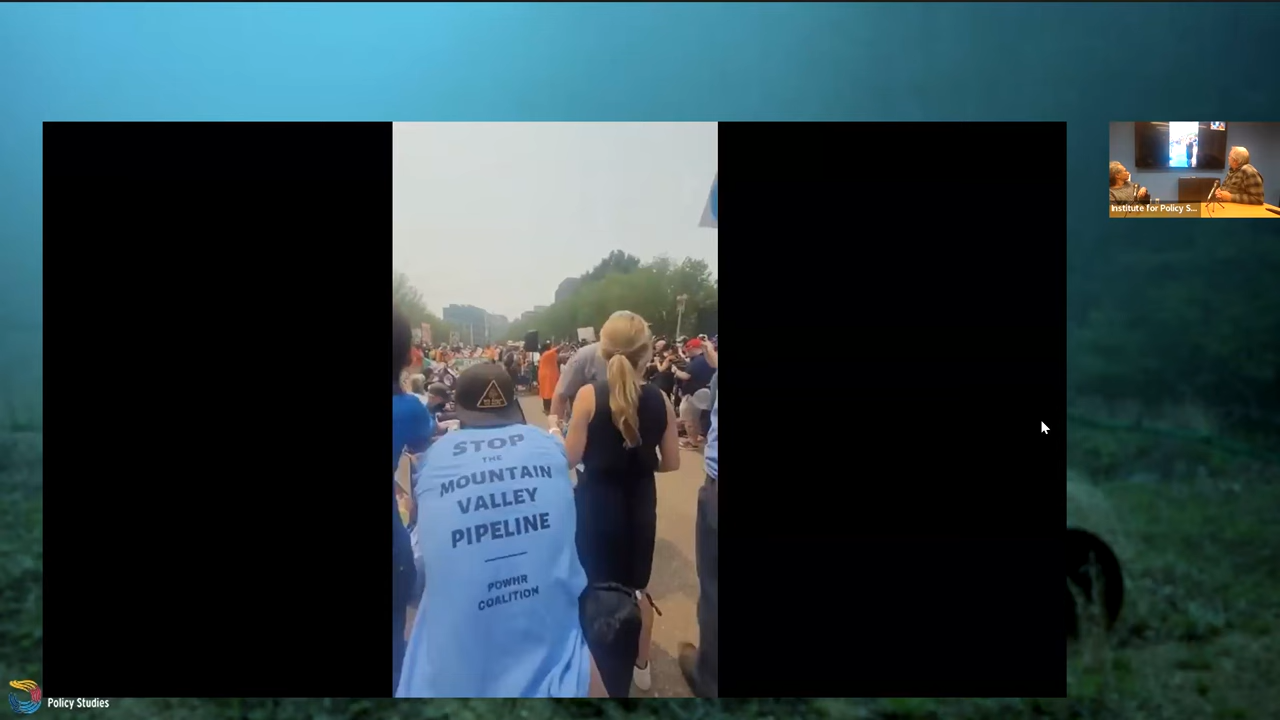 Institute for Policy S...
STOP
THE
MOUNTAIN
VALLEY
PIPELINE
POWHR
COALITION
Policy Studies